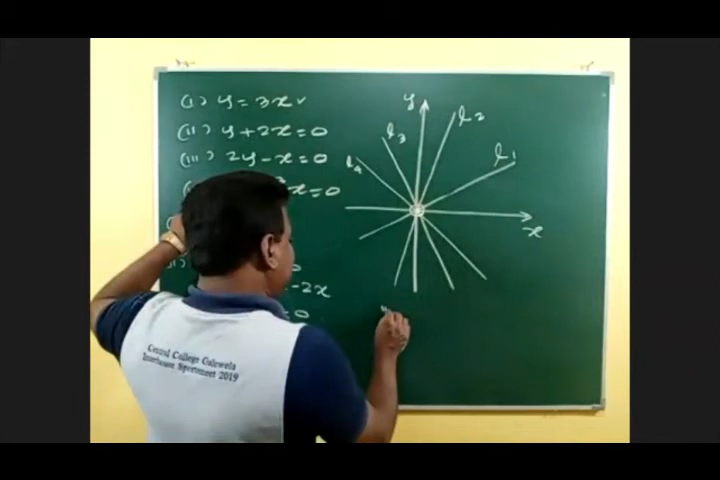 (I) y = 3x ✓
(II) y + 2x = 0
(III) 2y - x = 0
x = 0
- 2x
= 0
y
l2
l3
l4
l1
x
Central College Galewela
Interhouse Sportsmeet 2019